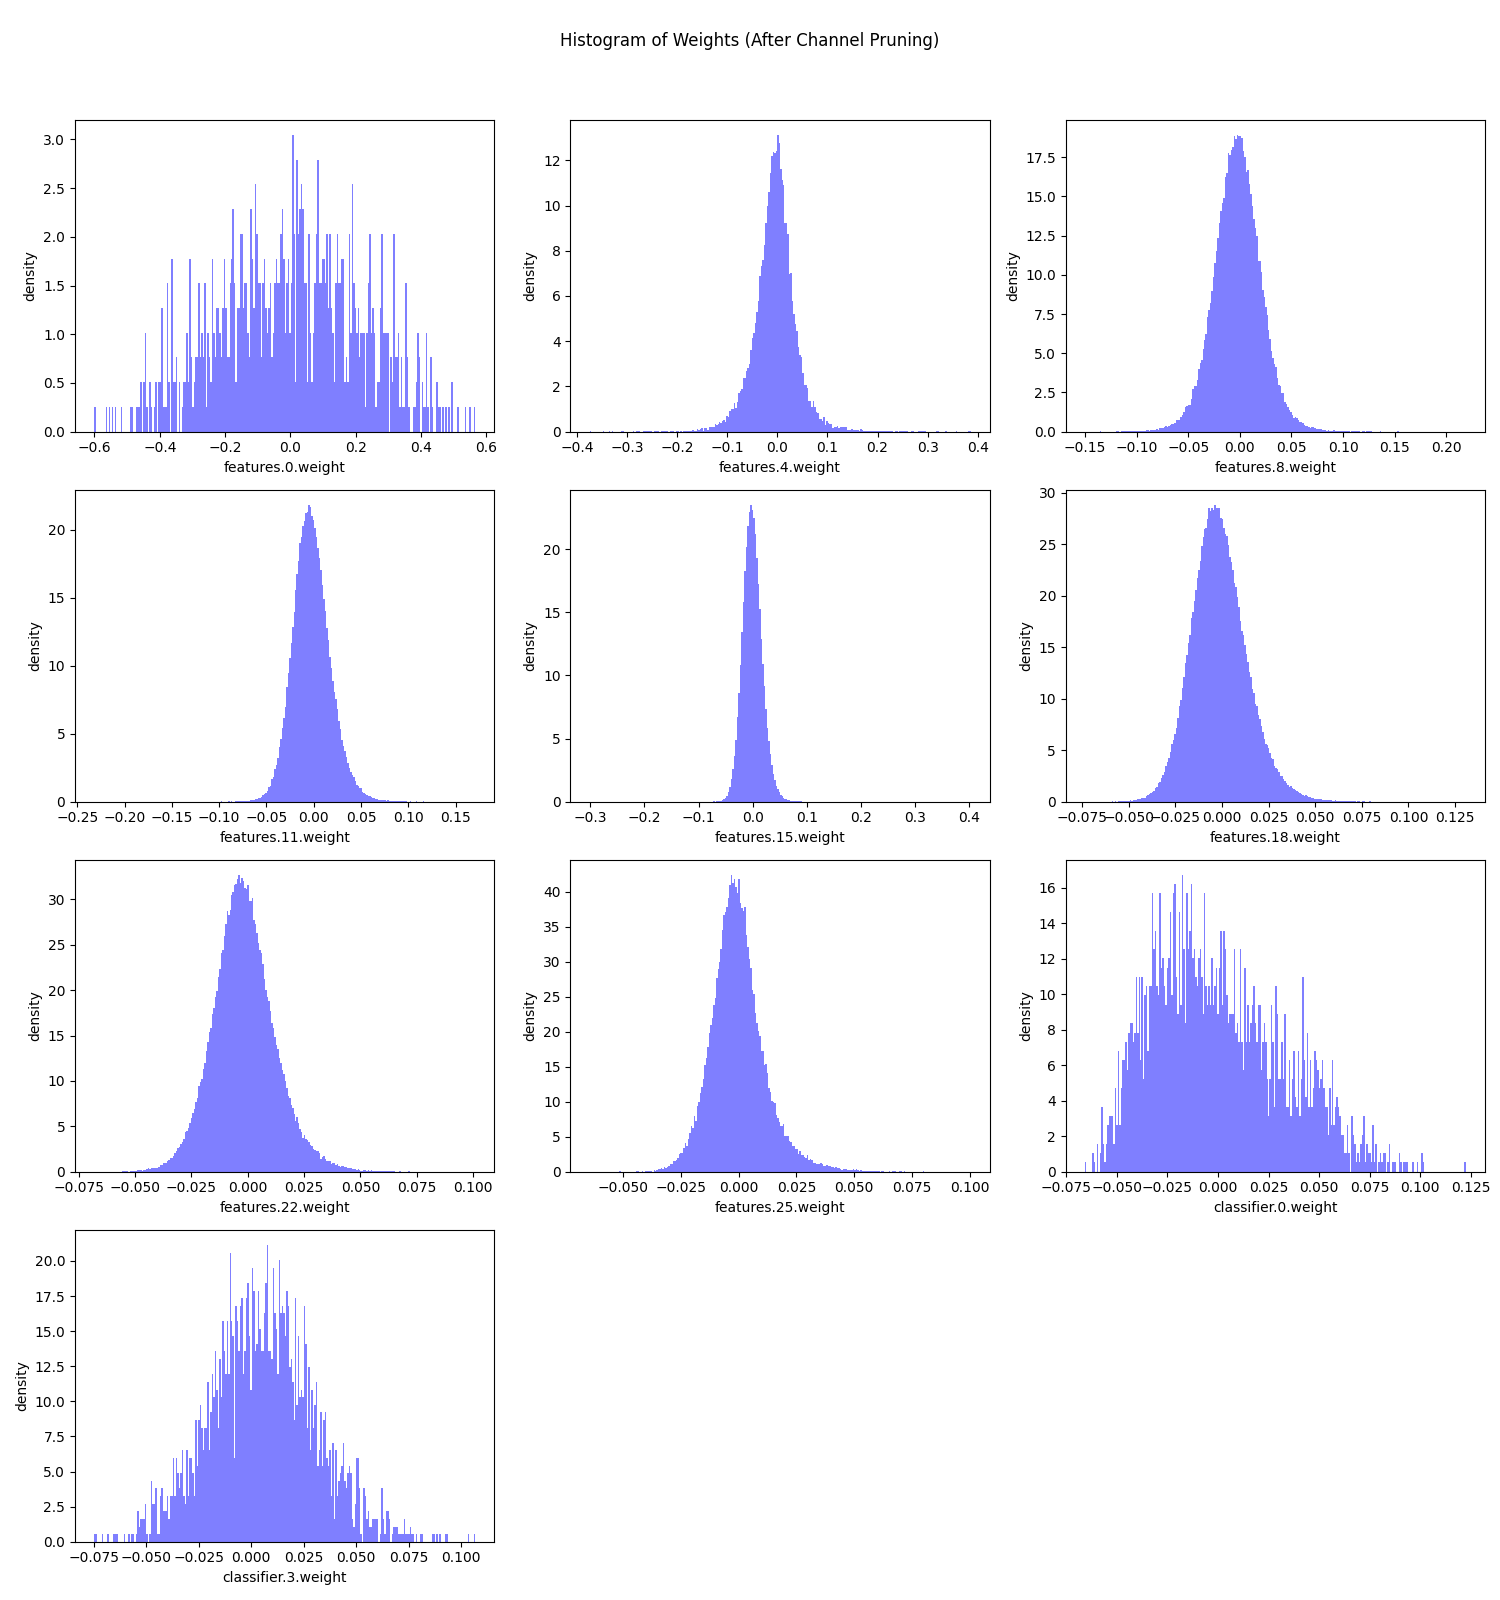 Histogram of Weights (After Channel Pruning)
density
3.0
2.5
2.0
1.5
1.0
0.5
0.0
−0.6 −0.4 −0.2 0.0 0.2 0.4 0.6
features.0.weight
density
12
10
8
6
4
2
0
−0.4 −0.3 −0.2 −0.1 0.0 0.1 0.2 0.3 0.4
features.4.weight
density
17.5
15.0
12.5
10.0
7.5
5.0
2.5
0.0
−0.15 −0.10 −0.05 0.00 0.05 0.10 0.15 0.20
features.8.weight
density
20
15
10
5
0
−0.25 −0.20 −0.15 −0.10 −0.05 0.00 0.05 0.10 0.15
features.11.weight
density
20
15
10
5
0
−0.3 −0.2 −0.1 0.0 0.1 0.2 0.3 0.4
features.15.weight
density
30
25
20
15
10
5
0
−0.075 −0.050 −0.025 0.000 0.025 0.050 0.075 0.100 0.125
features.18.weight
density
30
25
20
15
10
5
0
−0.075 −0.050 −0.025 0.000 0.025 0.050 0.075 0.100
features.22.weight
density
40
35
30
25
20
15
10
5
0
−0.050 −0.025 0.000 0.025 0.050 0.075 0.100
features.25.weight
density
16
14
12
10
8
6
4
2
0
−0.075 −0.050 −0.025 0.000 0.025 0.050 0.075 0.100 0.125
classifier.0.weight
density
20.0
17.5
15.0
12.5
10.0
7.5
5.0
2.5
0.0
−0.075 −0.050 −0.025 0.000 0.025 0.050 0.075 0.100
classifier.3.weight